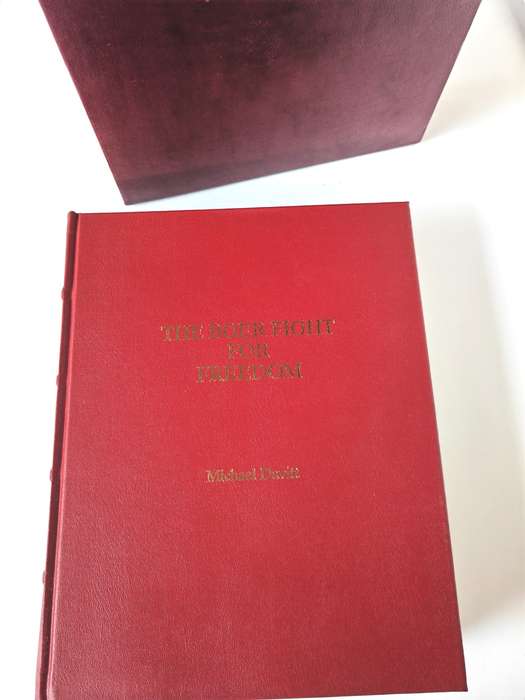 THE BOER FIGHT
FOR
FREEDOM
Michael Davitt